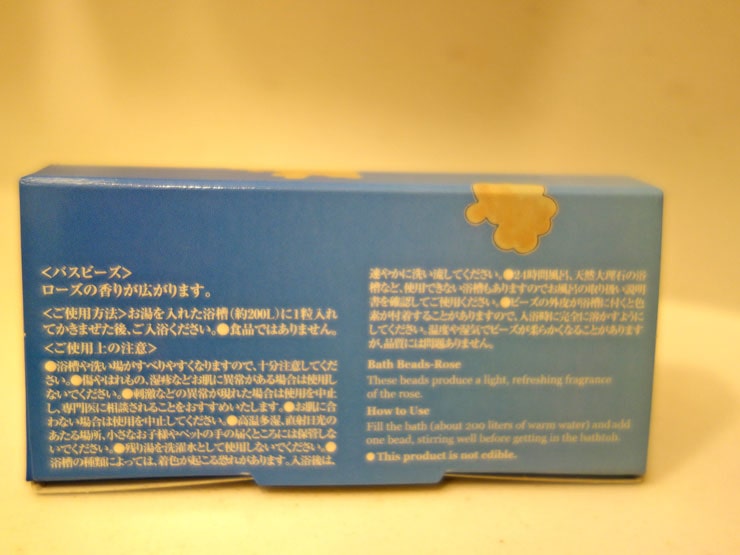 <バスビーズ>
ローズの香りが広がります。
<ご使用方法>お湯を入れた浴槽(約200L)に1粒入れ
てかきまぜた後、ご入浴ください。●食品ではありません。
<ご使用上の注意>
●浴槽や洗い場がすべりやすくなりますので、十分注意してくだ
さい。●傷やはれもの、湿疹などお肌に異常がある場合は使用し
ないでください。●刺激などの異常が現れた場合は使用を中止
し、専門医に相談されることをおすすめいたします。●お肌に合
わない場合は使用を中止してください。●高温多湿、直射日光の
あたる場所、小さなお子様やペットの手の届くところには保管しな
いでください。●残り湯を洗濯水として使用しないでください。●
浴槽の種類によっては、着色が起こる恐れがあります。入浴後は、
速やかに洗い流してください。●24時間風呂、天然大理石の浴
槽など、使用できない浴槽もありますのでお風呂の取り扱い説明
書を確認してご使用ください。●ビーズの外皮が浴槽に付くと色
素が付着することがありますので、入浴時に完全に溶かすように
してください。温度や湿気でビーズが柔らかくなることがあります
が、品質には問題ありません。
Bath Beads-Rose
These beads produce a light, refreshing fragrance
of the rose.
How to Use
Fill the bath (about 200 liters of warm water) and add
one bead, stirring well before getting in the bathtub.
●This product is not edible.